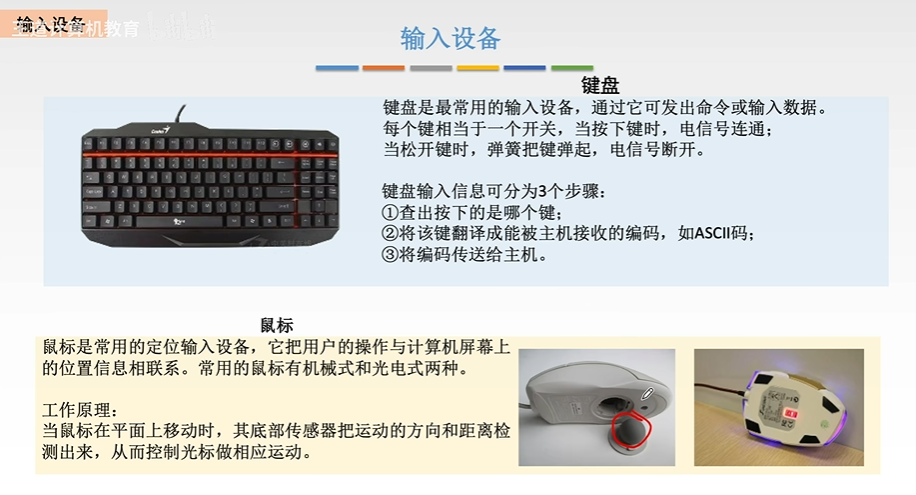 输入设备
王道计算机教育
输入设备
键盘
键盘是最常用的输入设备，通过它可发出命令或输入数据。
每个键相当于一个开关，当按下键时，电信号连通；
当松开键时，弹簧把键弹起，电信号断开。
键盘输入信息可分为3个步骤：
①查出按下的是哪个键；
②将该键翻译成能被主机接收的编码，如ASCII码；
③将编码传送给主机。
鼠标
鼠标是常用的定位输入设备，它把用户的操作与计算机屏幕上
的位置信息相联系。常用的鼠标有机械式和光电式两种。
工作原理：
当鼠标在平面上移动时，其底部传感器把运动的方向和距离检
测出来，从而控制光标做相应运动。